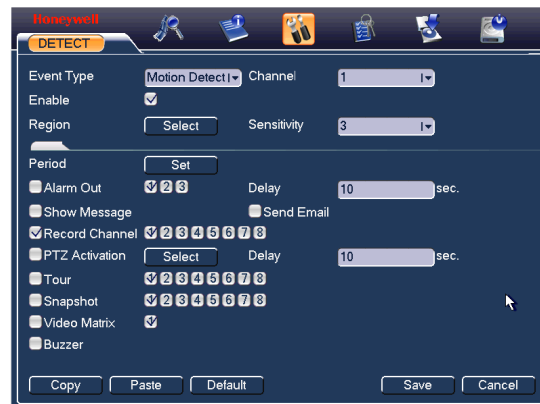 Honeywell
DETECT
Event Type Motion Detect Channel 1
Enable
Region Select Sensitivity 3
Period Set
Alarm Out 1 2 3 Delay 10 sec.
Show Message Send Email
Record Channel 1 2 3 4 5 6 7 8
PTZ Activation Select Delay 10 sec.
Tour 1 2 3 4 5 6 7 8
Snapshot 1 2 3 4 5 6 7 8
Video Matrix 1
Buzzer
Copy Paste Default Save Cancel